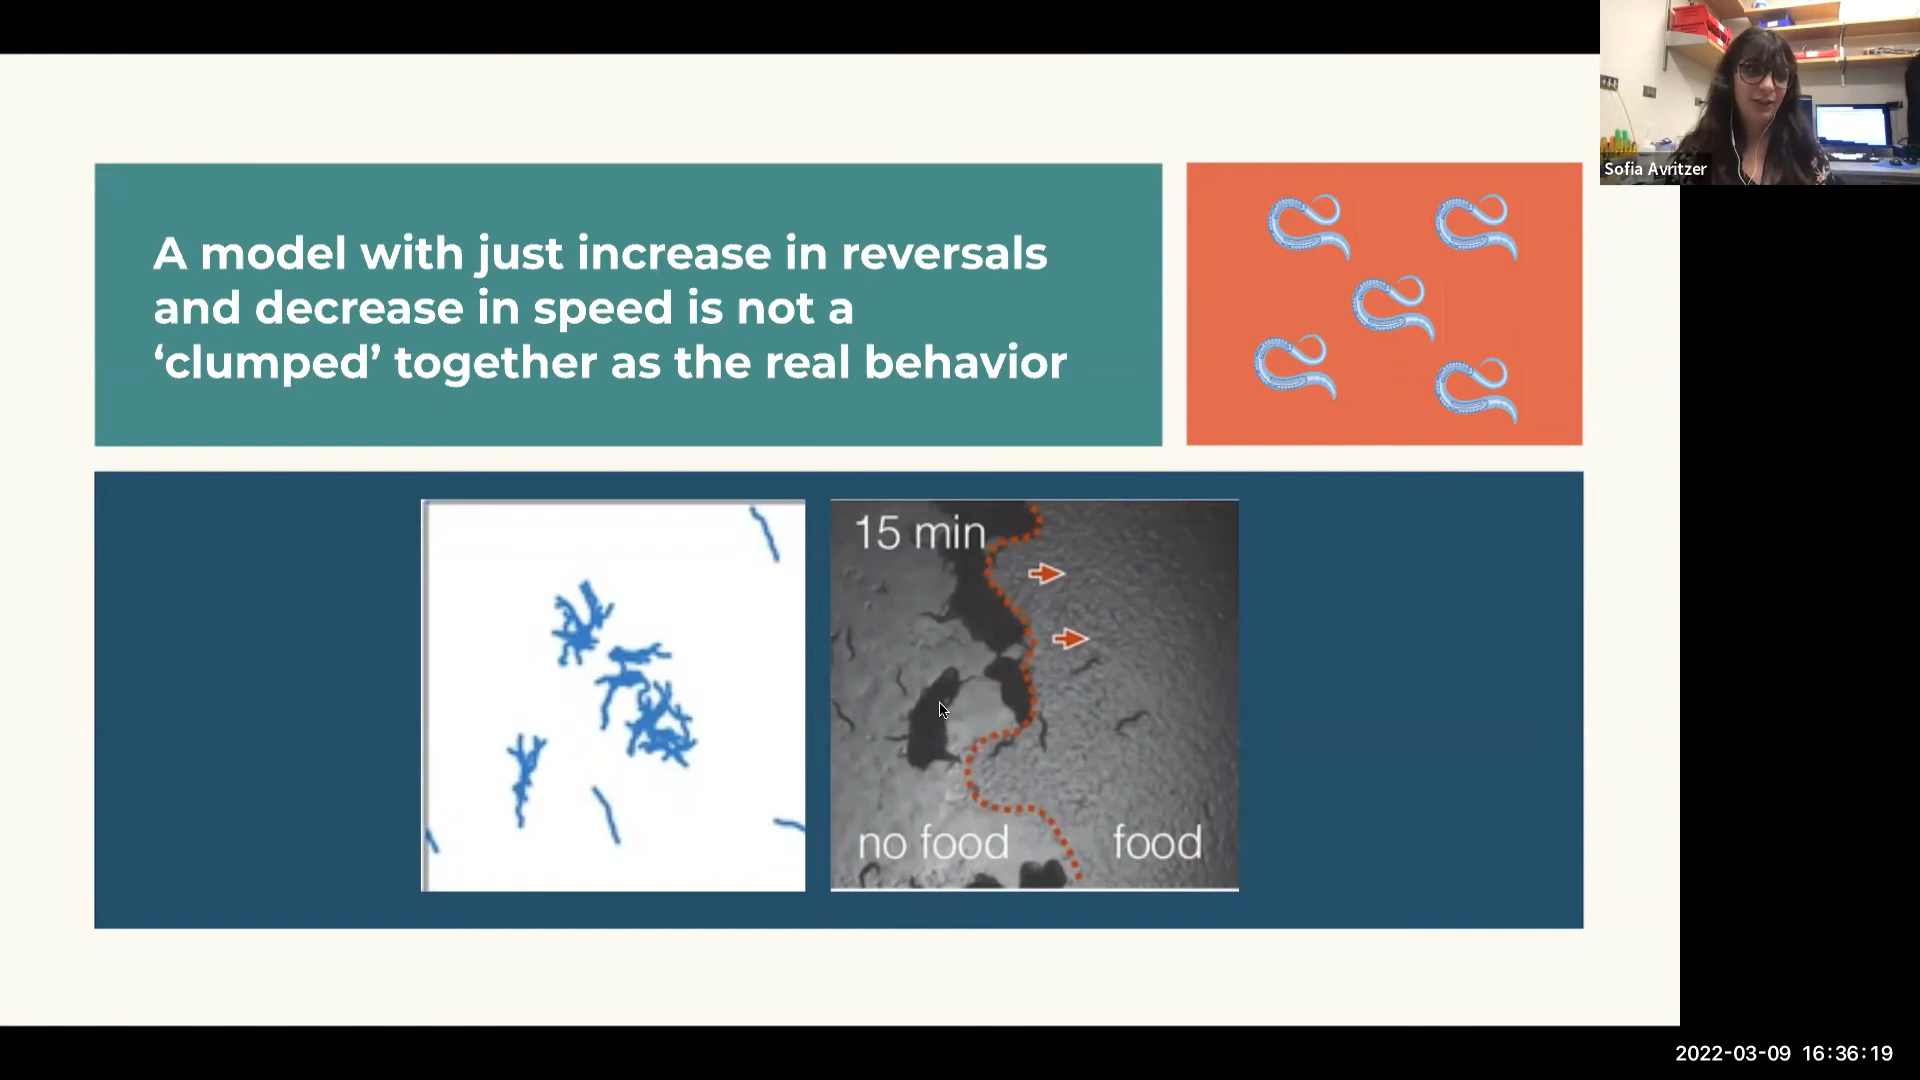 Sofia Avritzer
A model with just increase in reversals
and decrease in speed is not a
‘clumped’ together as the real behavior
15 min
no food
food
2022-03-09 16:36:19